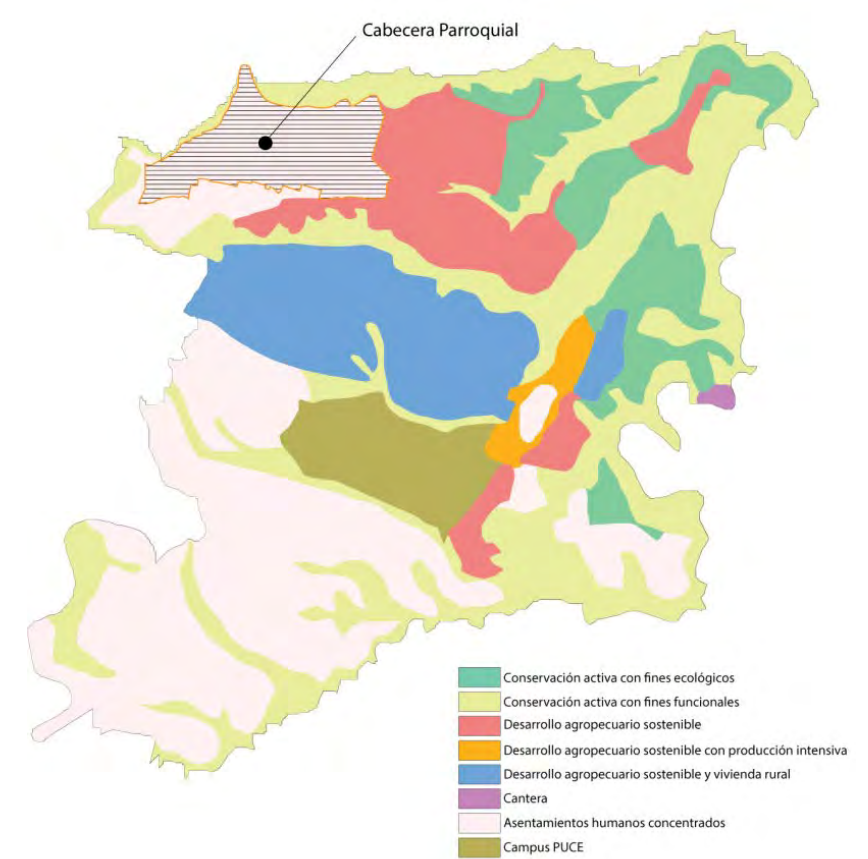 Cabecera Parroquial
Conservación activa con fines ecológicos
Conservación activa con fines funcionales
Desarrollo agropecuario sostenible
Desarrollo agropecuario sostenible con producción intensiva
Desarrollo agropecuario sostenible y vivienda rural
Cantera
Asentamientos humanos concentrados
Campus PUCE